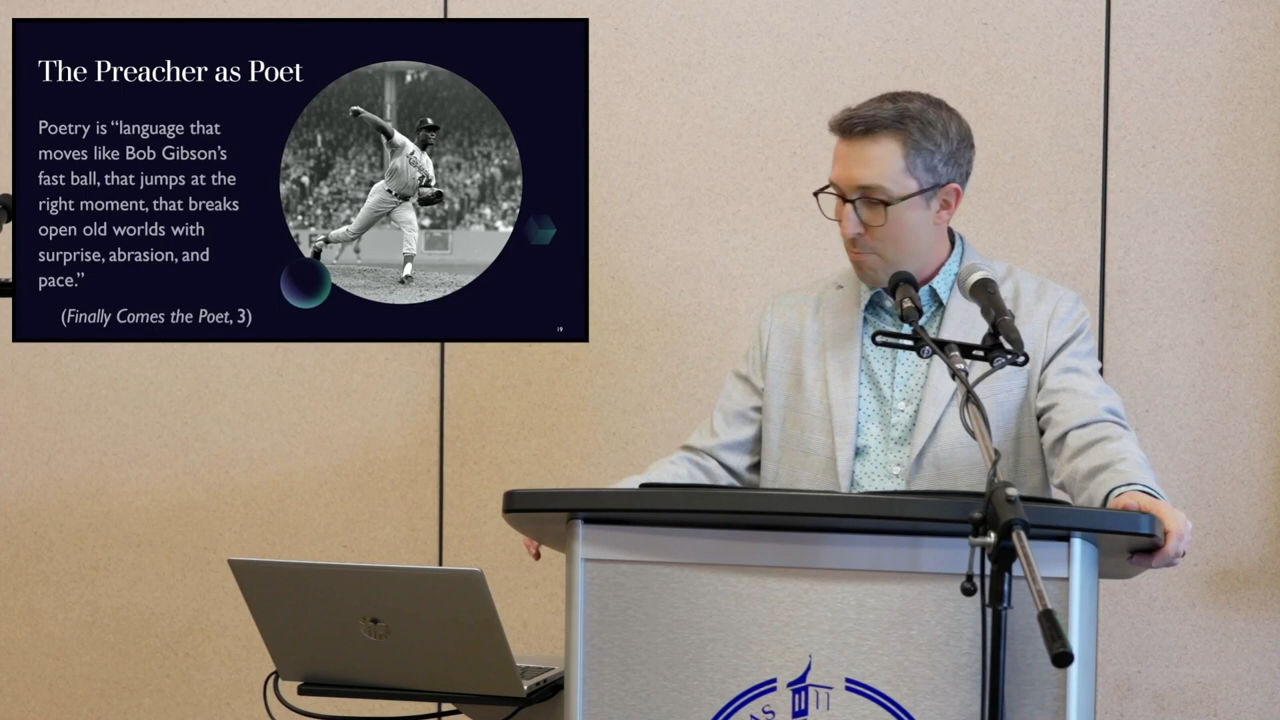 The Preacher as Poet
Poetry is “language that
moves like Bob Gibson’s
fast ball, that jumps at the
right moment, that breaks
open old worlds with
surprise, abrasion, and
pace.”
(Finally Comes the Poet, 3)
19